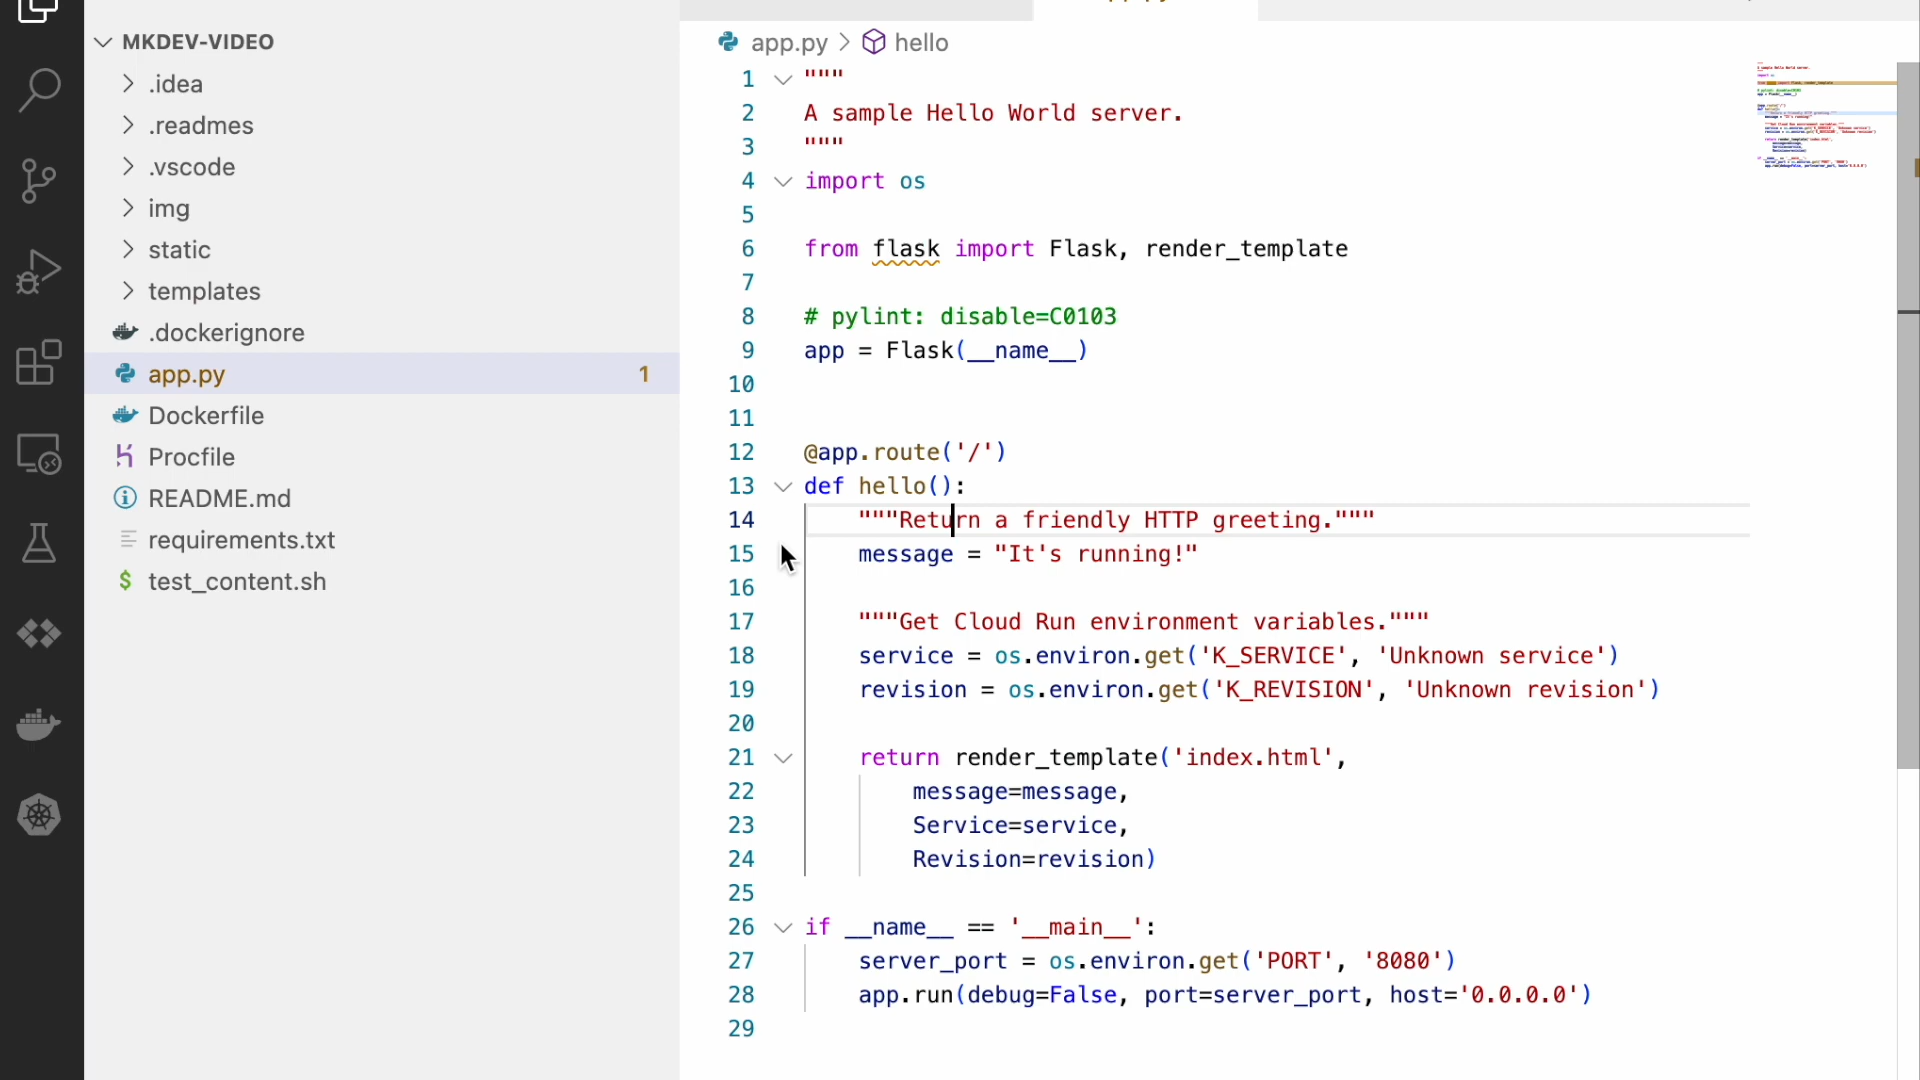 MKDEV-VIDEO
.idea
.readmes
.vscode
img
static
templates
.dockerignore
app.py 1
Dockerfile
Procfile
README.md
requirements.txt
$ test_content.sh
app.py > hello
1 """
2 A sample Hello World server.
3 """
4 import os
5
6 from flask import Flask, render_template
7
8 # pylint: disable=C0103
9 app = Flask(__name__)
10
11
12 @app.route('/')
13 def hello():
14 """Return a friendly HTTP greeting."""
15 message = "It's running!"
16
17 """Get Cloud Run environment variables."""
18 service = os.environ.get('K_SERVICE', 'Unknown service')
19 revision = os.environ.get('K_REVISION', 'Unknown revision')
20
21 return render_template('index.html',
22 message=message,
23 Service=service,
24 Revision=revision)
25
26 if __name__ == '__main__':
27 server_port = os.environ.get('PORT', '8080')
28 app.run(debug=False, port=server_port, host='0.0.0.0')
29